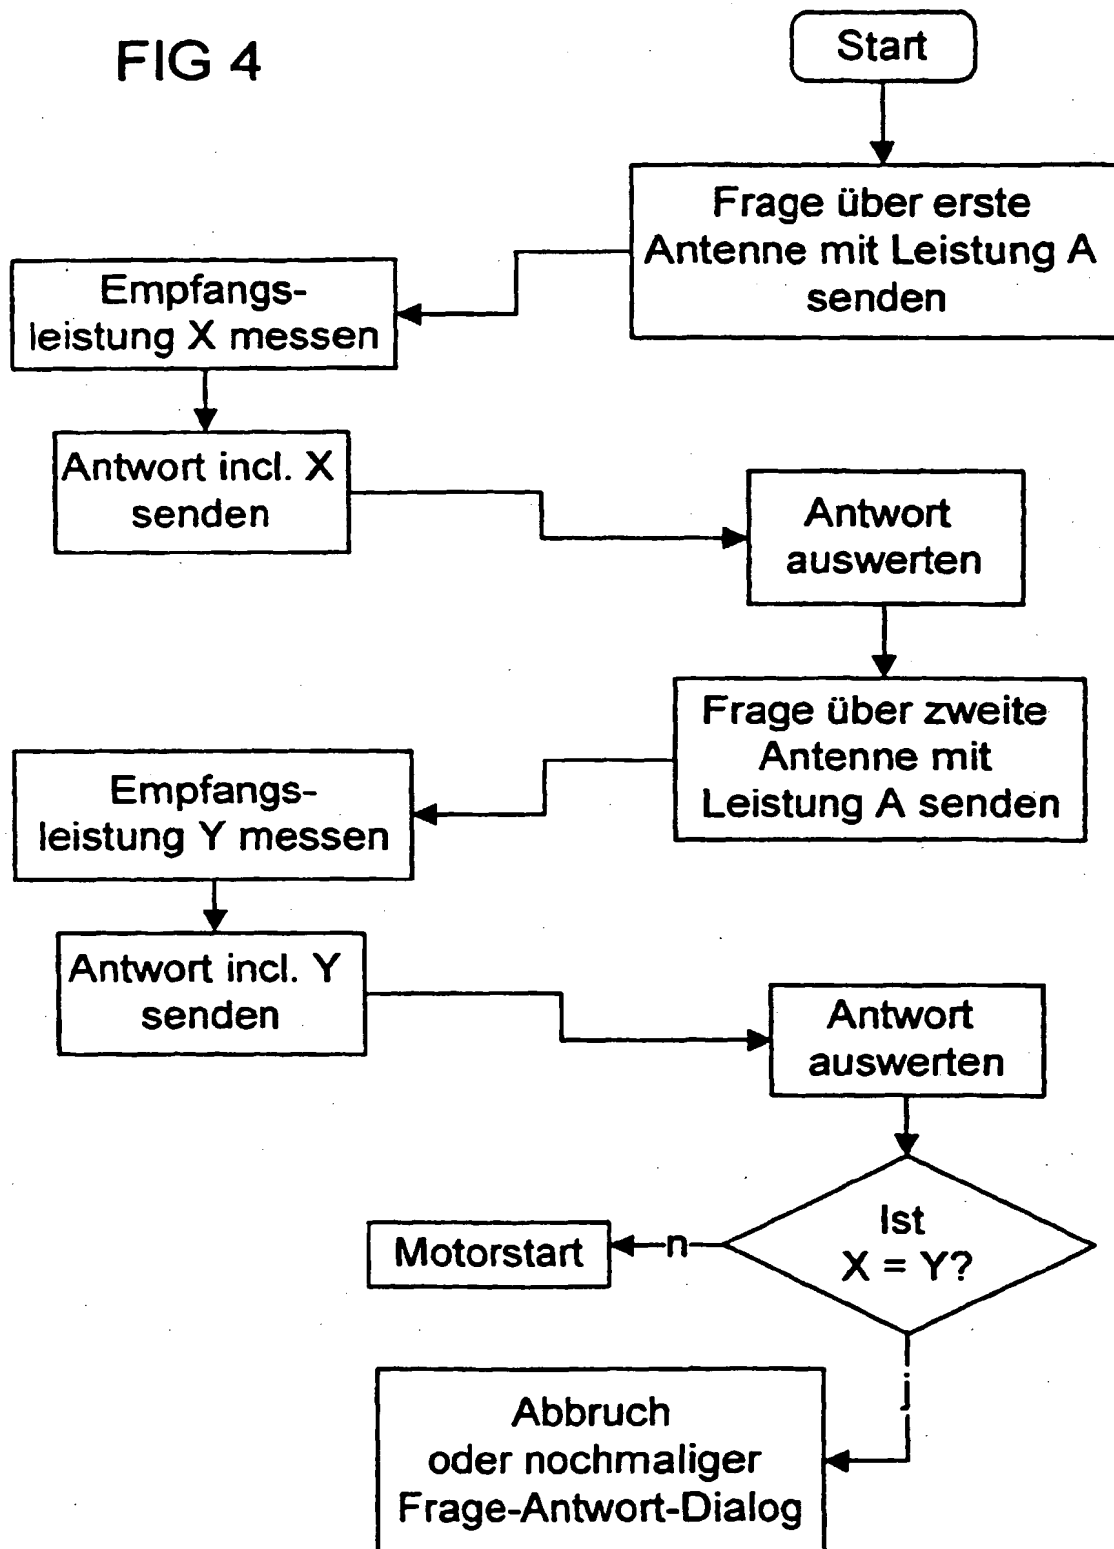 FIG 4
Start
Frage über erste
Antenne mit Leistung A
senden
Empfangs-
leistung X messen
Antwort incl. X
senden
Antwort
auswerten
Frage über zweite
Antenne mit
Leistung A senden
Empfangs-
leistung Y messen
Antwort incl. Y
senden
Antwort
auswerten
Ist
X = Y?
n
Motorstart
j
Abbruch
oder nochmaliger
Frage-Antwort-Dialog